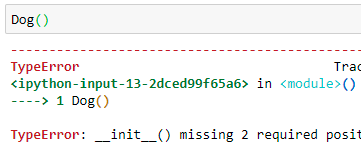 Dog()
---------------------------------------------
TypeError Trac
<ipython-input-13-2dced99f65a6> in <module>()
----> 1 Dog()
TypeError: __init__() missing 2 required posit